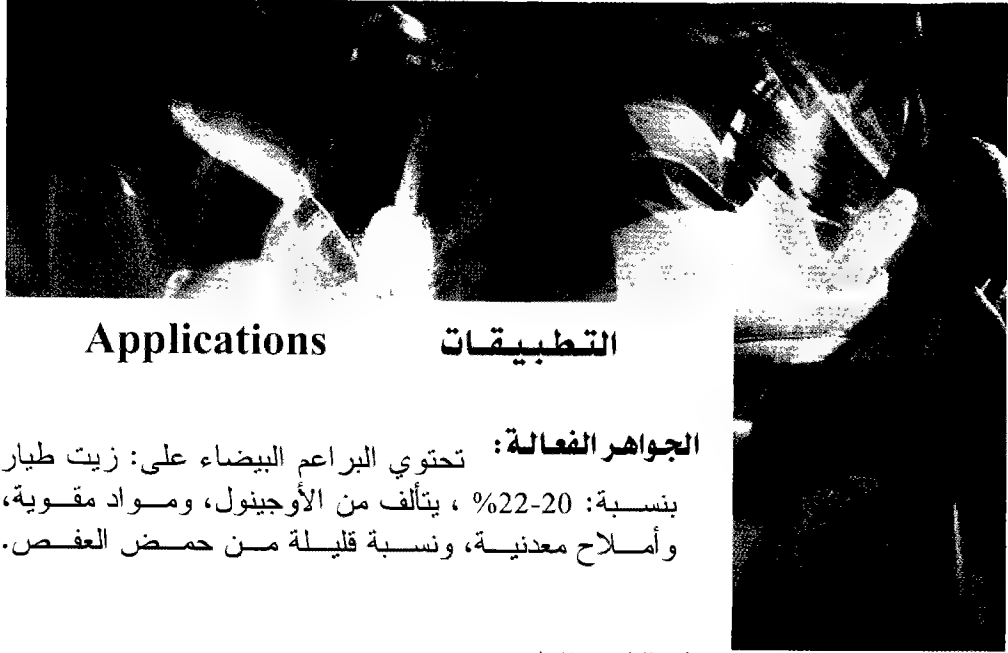 التطبيقات Applications
الجواهر الفعالة: تحتوي البراعم البيضاء على: زيت طيار
بنسبة: 20-22% ، يتألف من الأوجينول، ومواد مقوية،
وأملاح معدنية، ونسبة قليلة من حمض العفص.